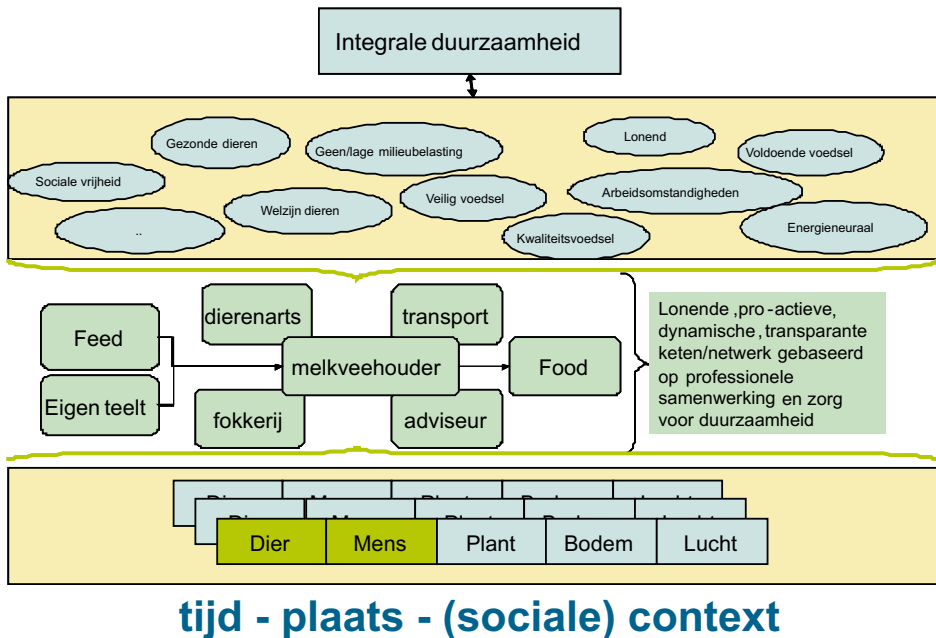 Integrale duurzaamheid
Gezonde dieren
Geen/lage milieubelasting
Lonend
Voldoende voedsel
Sociale vrijheid
Veilig voedsel
Arbeidsomstandigheden
Welzijn dieren
..
Kwaliteitsvoedsel
Energieneuraal
dierenarts
transport
Feed
melkveehouder
Food
Eigen teelt
fokkerij
adviseur
Lonende ,pro -actieve,
dynamische, transparante
keten/netwerk gebaseerd
op professionele
samenwerking en zorg
voor duurzaamheid
Dier Mens Plant Bodem Lucht
tijd - plaats - (sociale) context